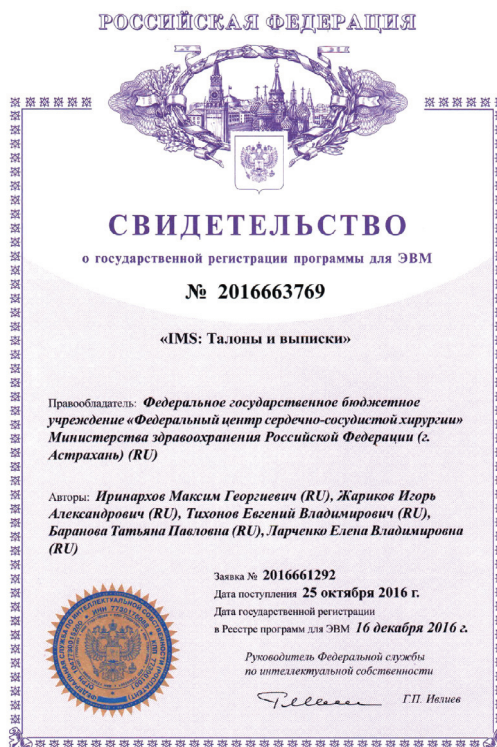 РОССИЙСКАЯ ФЕДЕРАЦИЯ
СВИДЕТЕЛЬСТВО
о государственной регистрации программы для ЭВМ
№ 2016663769
«IMS: Талоны и выписки»
Правообладатель: Федеральное государственное бюджетное
учреждение «Федеральный центр сердечно-сосудистой хирургии»
Министерства здравоохранения Российской Федерации (г.
Астрахань) (RU)
Авторы: Иринархов Максим Георгиевич (RU), Жариков Игорь
Александрович (RU), Тихонов Евгений Владимирович (RU),
Баранова Татьяна Павловна (RU), Ларченко Елена Владимировна
(RU)
Заявка № 2016661292
Дата поступления 25 октября 2016 г.
Дата государственной регистрации
в Реестре программ для ЭВМ 16 декабря 2016 г.
Руководитель Федеральной службы
по интеллектуальной собственности
Г.П. Ивлиев